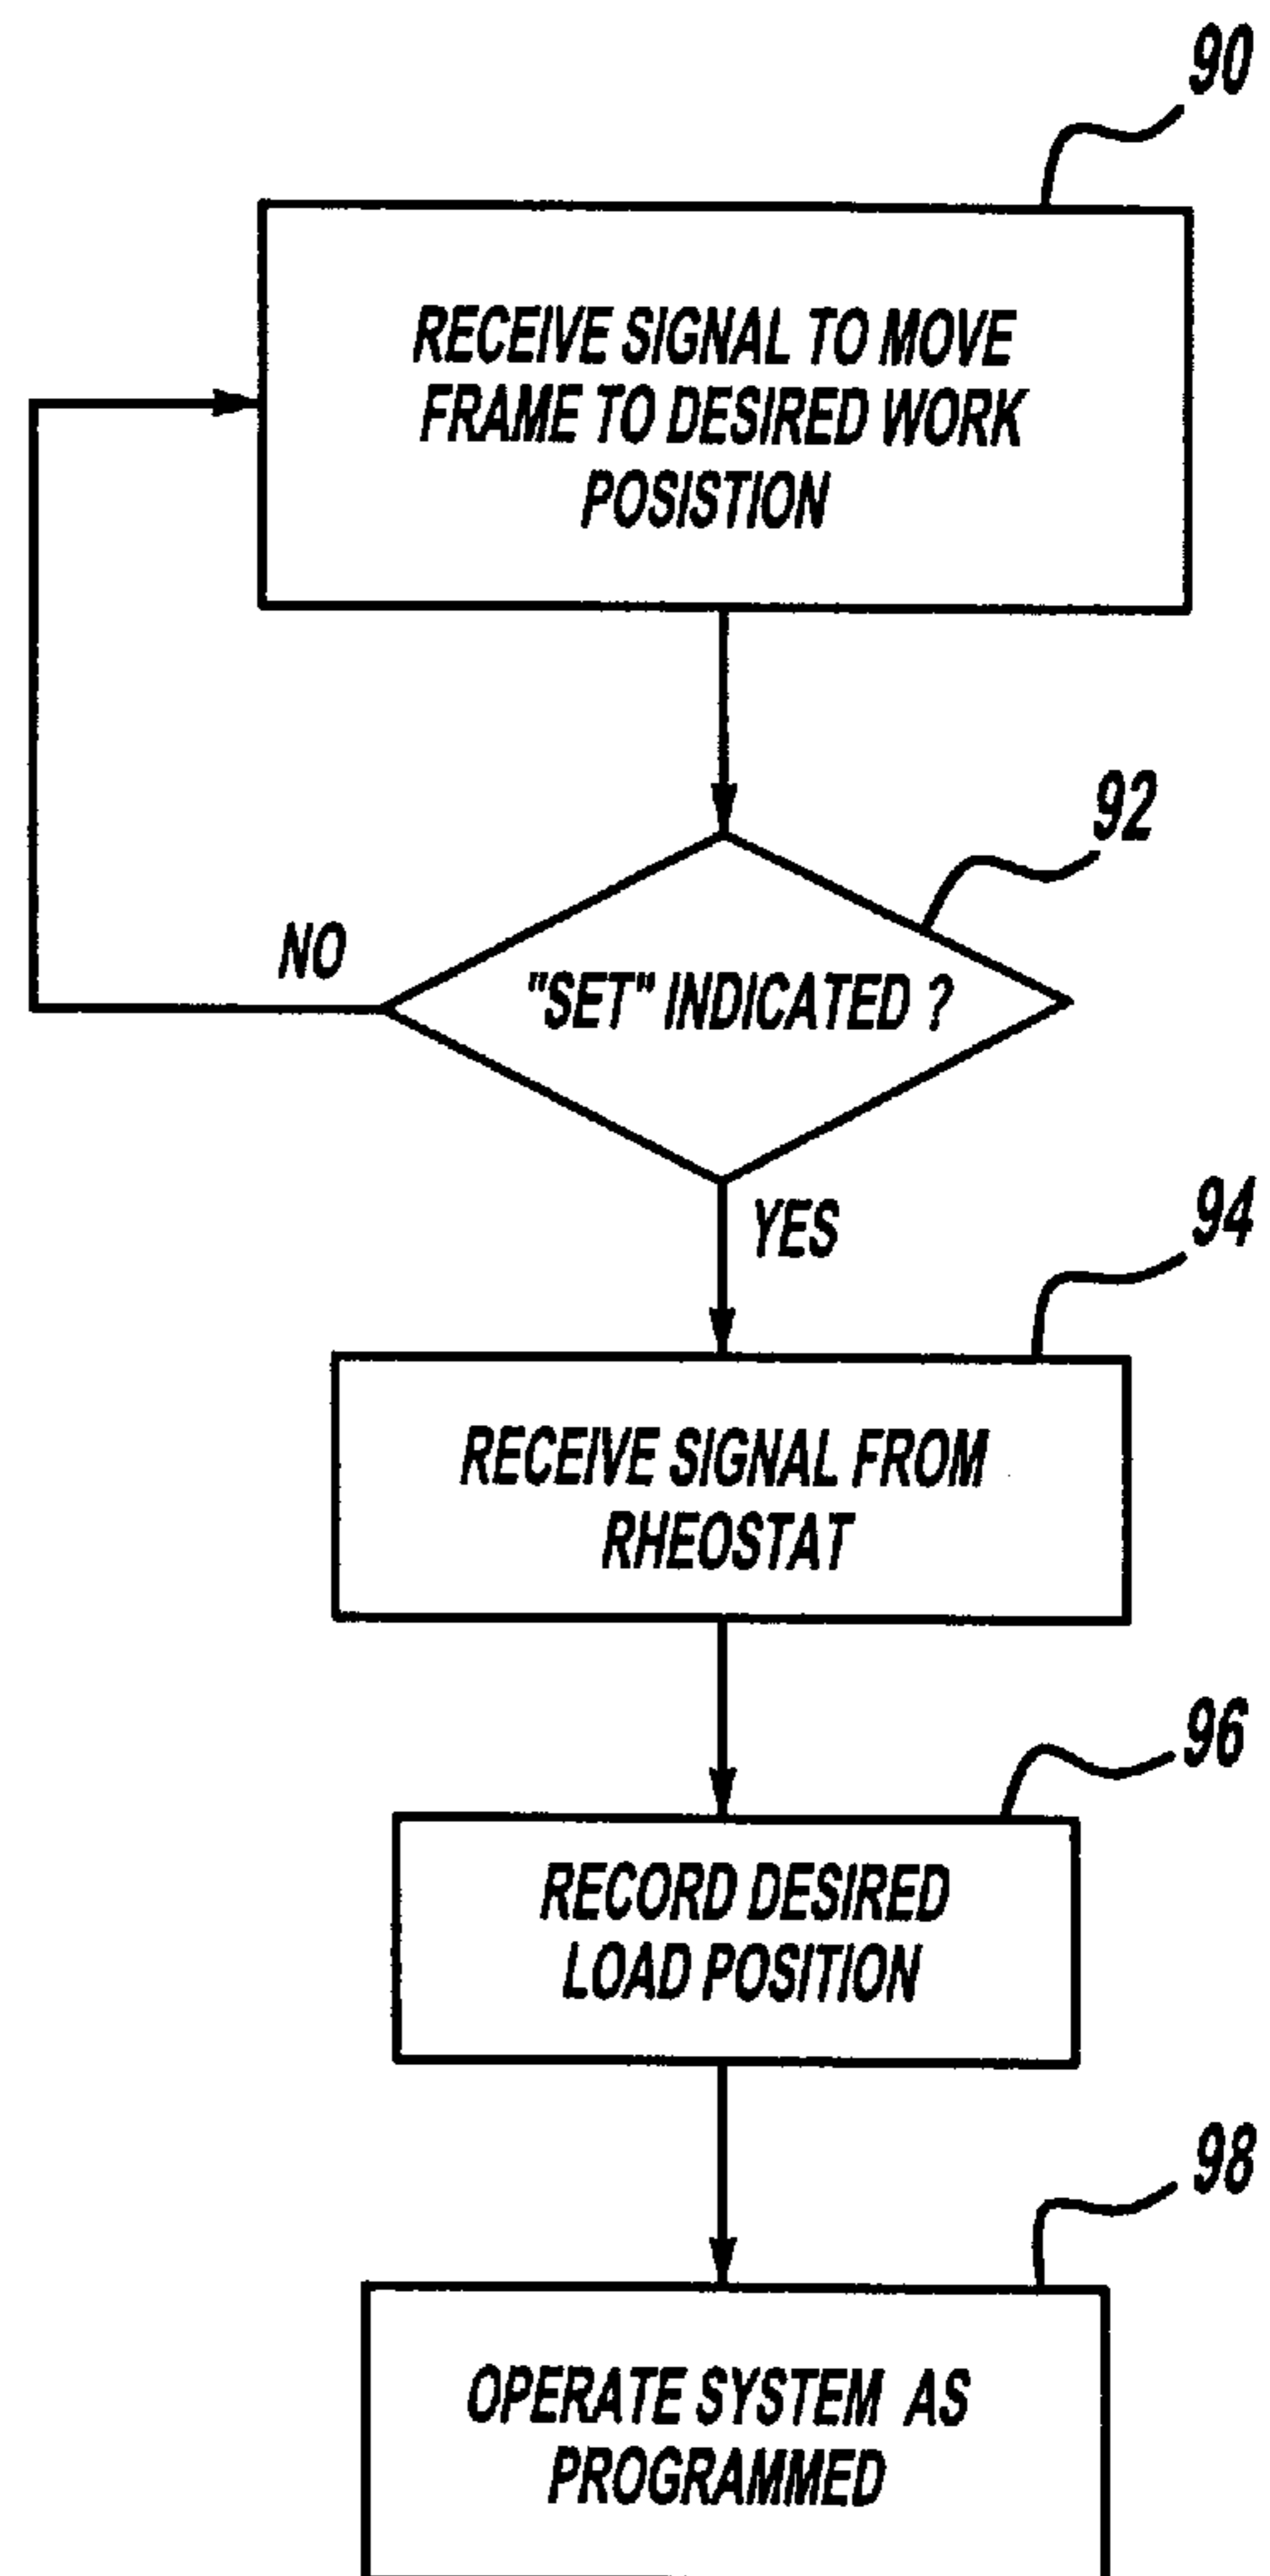 90
RECEIVE SIGNAL TO MOVE
FRAME TO DESIRED WORK
POSISTION
92
NO
"SET" INDICATED ?
YES
94
RECEIVE SIGNAL FROM
RHEOSTAT
96
RECORD DESIRED
LOAD POSITION
98
OPERATE SYSTEM AS
PROGRAMMED